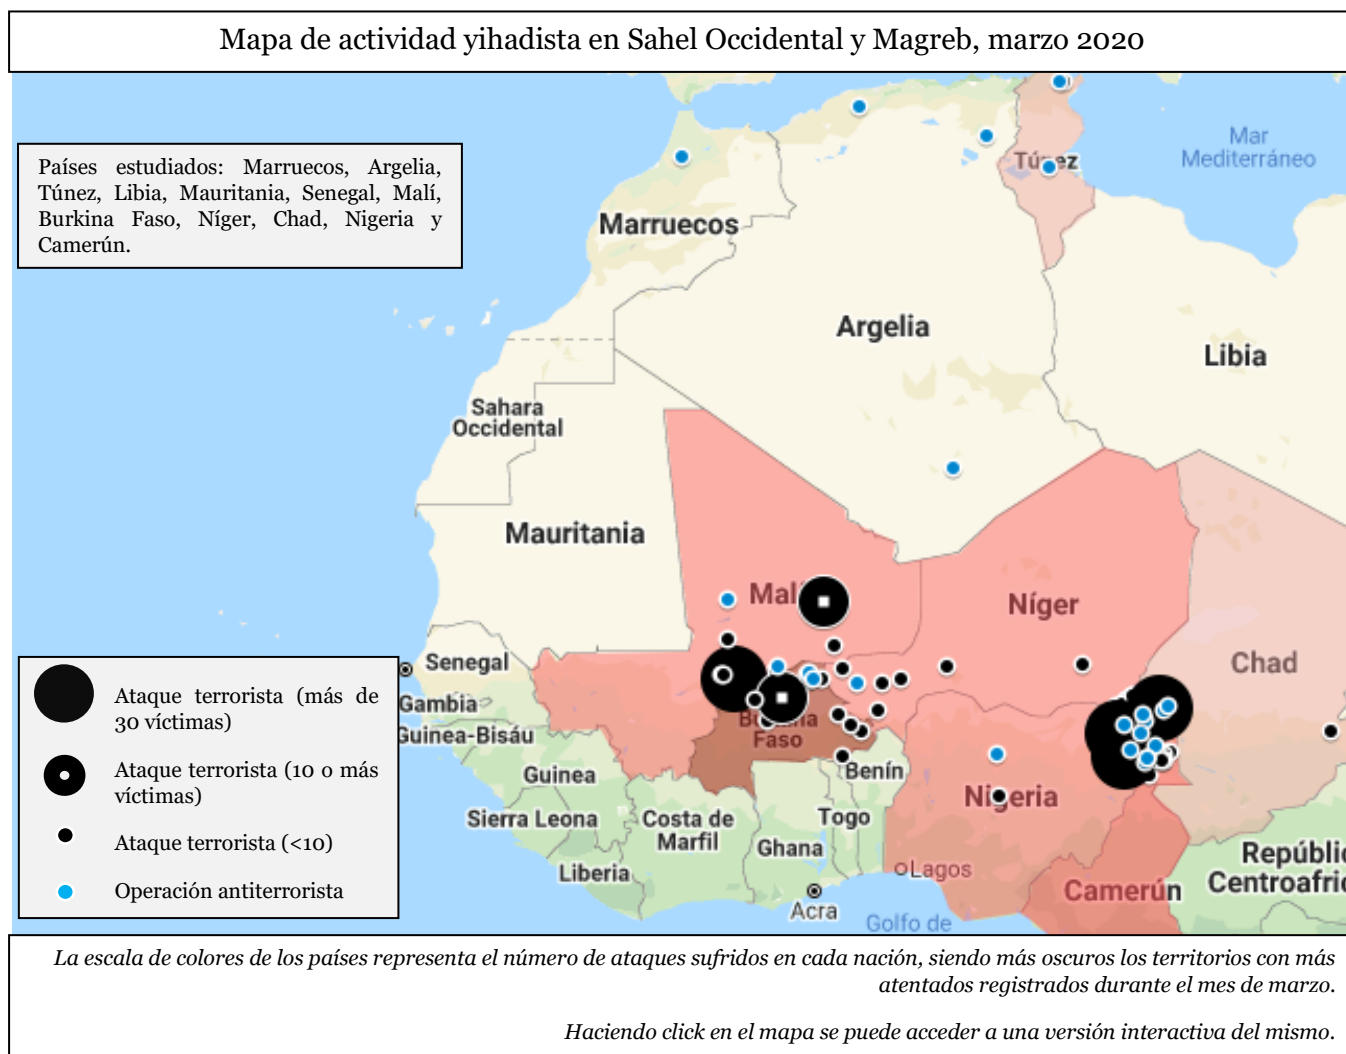 Mapa de actividad yihadista en Sahel Occidental y Magreb, marzo 2020
Países estudiados: Marruecos, Argelia,
Túnez, Libia, Mauritania, Senegal, Malí,
Burkina Faso, Níger, Chad, Nigeria y
Camerún.
Mar
Mediterráneo
Túnez
Marruecos
Argelia
Libia
Sahara
Occidental
Mauritania
Malí
Níger
Chad
Senegal
Gambia
Guinea-Bisáu
Guinea
Sierra Leona
Liberia
Costa de
Marfil
Burkina
Faso
Ghana
Togo
Benín
Nigeria
Lagos
Acra
Camerún
Golfo de
Repúblic
Centroafric
Ataque terrorista (más de
30 víctimas)
Ataque terrorista (10 o más
víctimas)
Ataque terrorista (<10)
Operación antiterrorista
La escala de colores de los países representa el número de ataques sufridos en cada nación, siendo más oscuros los territorios con más
atentados registrados durante el mes de marzo.
Haciendo click en el mapa se puede acceder a una versión interactiva del mismo.